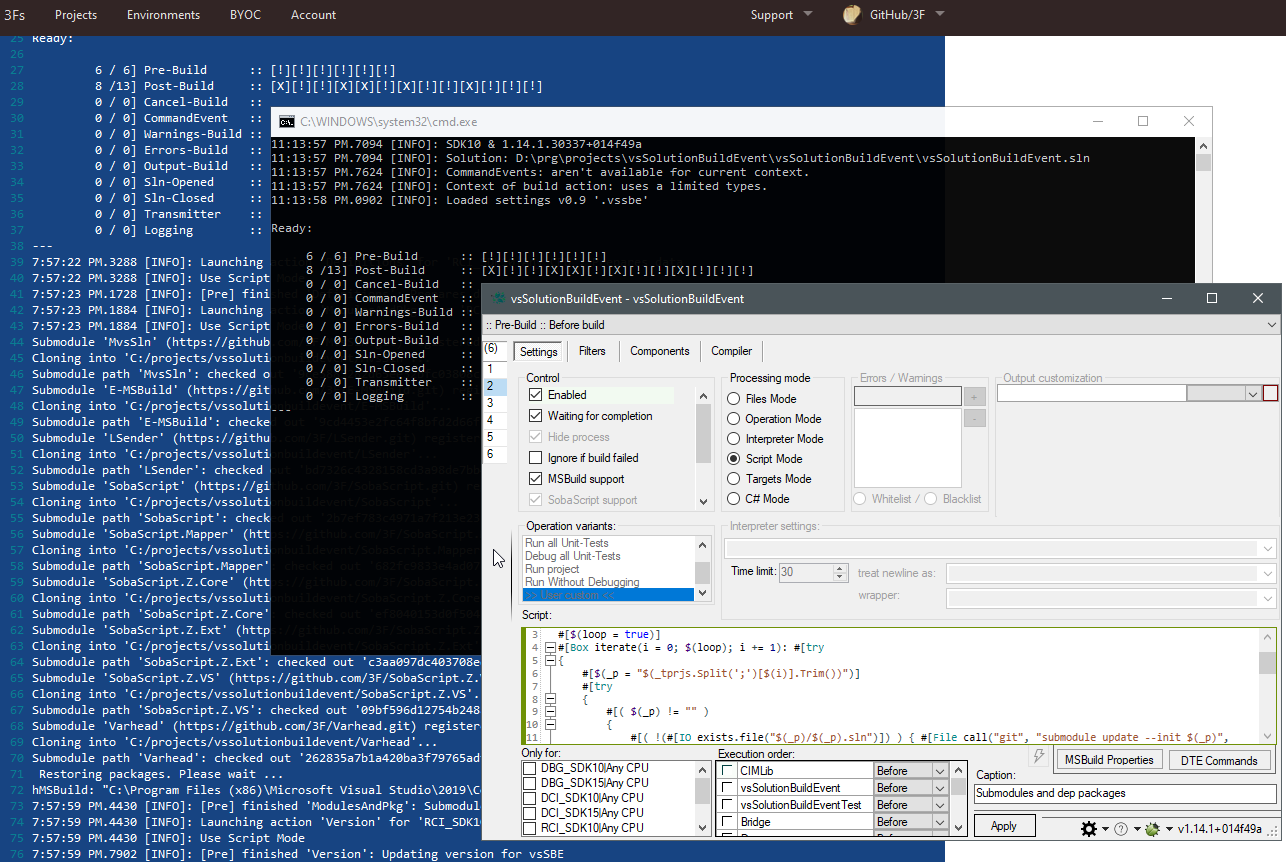 3Fs Projects Environments BYOC Account Support GitHub/3F
25 Ready:
26
27 6 / 6] Pre-Build :: [!][!][!][!][!][!]
28 8 /13] Post-Build :: [X][!][!][X][X][!][X][!][!][X][!][!][!]
29 0 / 0] Cancel-Build ::
30 0 / 0] CommandEvent ::
31 0 / 0] Warnings-Build ::
32 0 / 0] Errors-Build ::
33 0 / 0] Output-Build ::
34 0 / 0] Sln-Opened ::
35 0 / 0] Sln-Closed ::
36 0 / 0] Transmitter ::
37 0 / 0] Logging ::
38 ---
39 7:57:22 PM.3288 [INFO]: Launching
40 7:57:22 PM.3288 [INFO]: Use Script
41 7:57:23 PM.1728 [INFO]: [Pre] finis
42 7:57:23 PM.1884 [INFO]: Launching
43 7:57:23 PM.1884 [INFO]: Use Script
44 Submodule 'MvsSln' (https://github
45 Cloning into 'C:/projects/vssolutio
46 Submodule path 'MvsSln': checked o
47 Submodule 'E-MSBuild' (https://git
48 Cloning into 'C:/projects/vssolutio
49 Submodule path 'E-MSBuild': checked
50 Submodule 'LSender' (https://github.com/3F/LSender.git) register
51 Cloning into 'C:/projects/vssolutionbuildevent/LSender'...
52 Submodule path 'LSender': checked
53 Submodule 'SobaScript' (https://gi
54 Cloning into 'C:/projects/vssolutionbuildevent/SobaScript'
55 Submodule path 'SobaScript': checked out
56 Submodule 'SobaScript.Mapper' (htt
57 Cloning into 'C:/projects/vssolutionbuildevent/SobaScript.Mapper
58 Submodule path 'SobaScript.Mapper'
59 Submodule 'SobaScript.Z.Core' (htt
60 Cloning into 'C:/projects/vssolutionbuildevent/SobaScript.Z.Co
61 Submodule path 'SobaScript.Z.Core'
62 Submodule 'SobaScript.Z.Ext' (https://github.com/3F/SobaScript.Z
63 Cloning into 'C:/projects/vssolutionbuildevent/SobaScript.Z.Ext
64 Submodule path 'SobaScript.Z.Ext': checked out 'c3aa097dc403708e
65 Submodule 'SobaScript.Z.VS' (https://github.com/3F/SobaScript.Z.
66 Cloning into 'C:/projects/vssolutionbuildevent/SobaScript.Z.VS'.
67 Submodule path 'SobaScript.Z.VS': checked out '09bf596d12754b248
68 Submodule 'Varhead' (https://github.com/3F/Varhead.git) register
69 Cloning into 'C:/projects/vssolutionbuildevent/Varhead'...
70 Submodule path 'Varhead': checked out '262835a7b1a420ba3f79765ad
71 Restoring packages. Please wait ...
72 hMSBuild: "C:\Program Files (x86)\Microsoft Visual Studio\2019\C
73 7:57:59 PM.4430 [INFO]: [Pre] finished 'ModulesAndPkg': Submodul
74 7:57:59 PM.4430 [INFO]: Launching action 'Version' for 'RCI_SDK10
75 7:57:59 PM.4430 [INFO]: Use Script Mode
76 7:57:59 PM.7902 [INFO]: [Pre] finished 'Version': Updating version for vsSBE
C:\WINDOWS\system32\cmd.exe
11:13:57 PM.7094 [INFO]: SDK10 & 1.14.1.30337+014f49a
11:13:57 PM.7094 [INFO]: Solution: D:\prg\projects\vsSolutionBuildEvent\vsSolutionBuildEvent\vsSolutionBuildEvent.sln
11:13:57 PM.7624 [INFO]: CommandEvents: aren't available for current context.
11:13:57 PM.7624 [INFO]: Context of build action: uses a limited types.
11:13:58 PM.0902 [INFO]: Loaded settings v0.9 '.vssbe'
Ready:
6 / 6] Pre-Build :: [!][!][!][!][!][!]
8 /13] Post-Build :: [X][!][!][X][X][!][X][!][!][X][!][!][!]
0 / 0] Cancel-Build ::
0 / 0] CommandEvent ::
0 / 0] Warnings-Build ::
0 / 0] Errors-Build ::
0 / 0] Output-Build ::
0 / 0] Sln-Opened ::
0 / 0] Sln-Closed ::
0 / 0] Transmitter ::
0 / 0] Logging ::
---
vsSolutionBuildEvent - vsSolutionBuildEvent
:: Pre-Build :: Before build
(6) Settings Filters Components Compiler
1
2
3
4
5
6
Control
Enabled
Waiting for completion
Hide process
Ignore if build failed
MSBuild support
SobaScript support
Processing mode
Files Mode
Operation Mode
Interpreter Mode
Script Mode
Targets Mode
C# Mode
Errors / Warnings
+
-
Whitelist / Blacklist
Output customization
Operation variants:
Run all Unit-Tests
Debug all Unit-Tests
Run project
Run Without Debugging
>> User custom <<
Interpreter settings:
Time limit: 30 treat newline as:
wrapper:
Script:
3 #[$(loop = true)]
4 #[Box iterate(i = 0; $(loop); i += 1): #[try
5 {
6 #[$(_p = "$(_tprjs.Split(';')[$(i)].Trim())")]
7 #[try
8 {
9 #[( $(_p) != "" )
10 {
11 #[( !(#[IO exists.file("$(_p)/$(_p).sln")]) ) { #[File call("git", "submodule update --init $(_p)",
Only for:
DBG_SDK10|Any CPU
DBG_SDK15|Any CPU
DCI_SDK10|Any CPU
DCI_SDK15|Any CPU
RCI_SDK10|Any CPU
Execution order:
CIMLib Before
vsSolutionBuildEvent Before
vsSolutionBuildEventTest Before
Bridge Before
MSBuild Properties DTE Commands
Caption:
Submodules and dep packages
Apply v1.14.1+014f49a